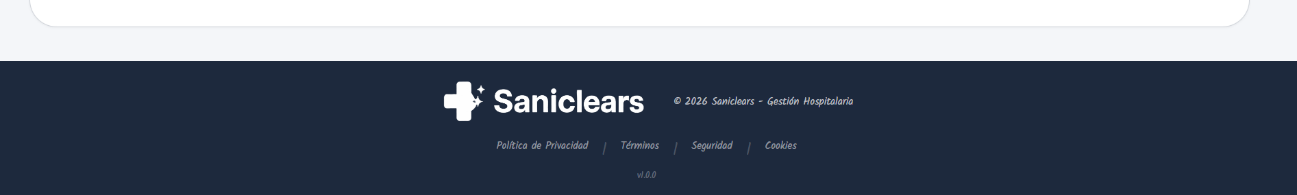 Saniclears © 2026 Saniclears - Gestión Hospitalaria
Política de Privacidad / Términos / Seguridad / Cookies
v1.0.0